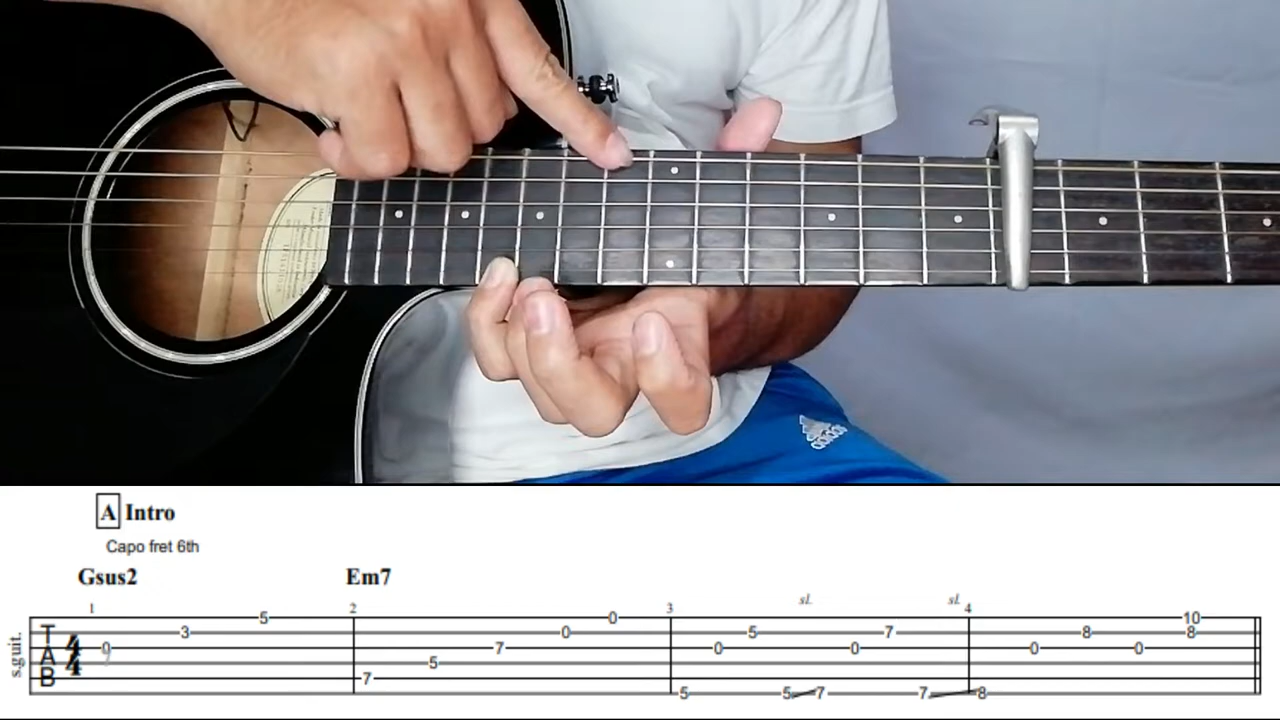 adidas
A Intro
Capo fret 6th
Gsus2 Em7
1 2 3 sl. sl. 4
s.guit.
T A B
4 4
5 0 10
3 0 5 7 8 8
0 7 0 0 0 0
5
7
5 5 7 7 8